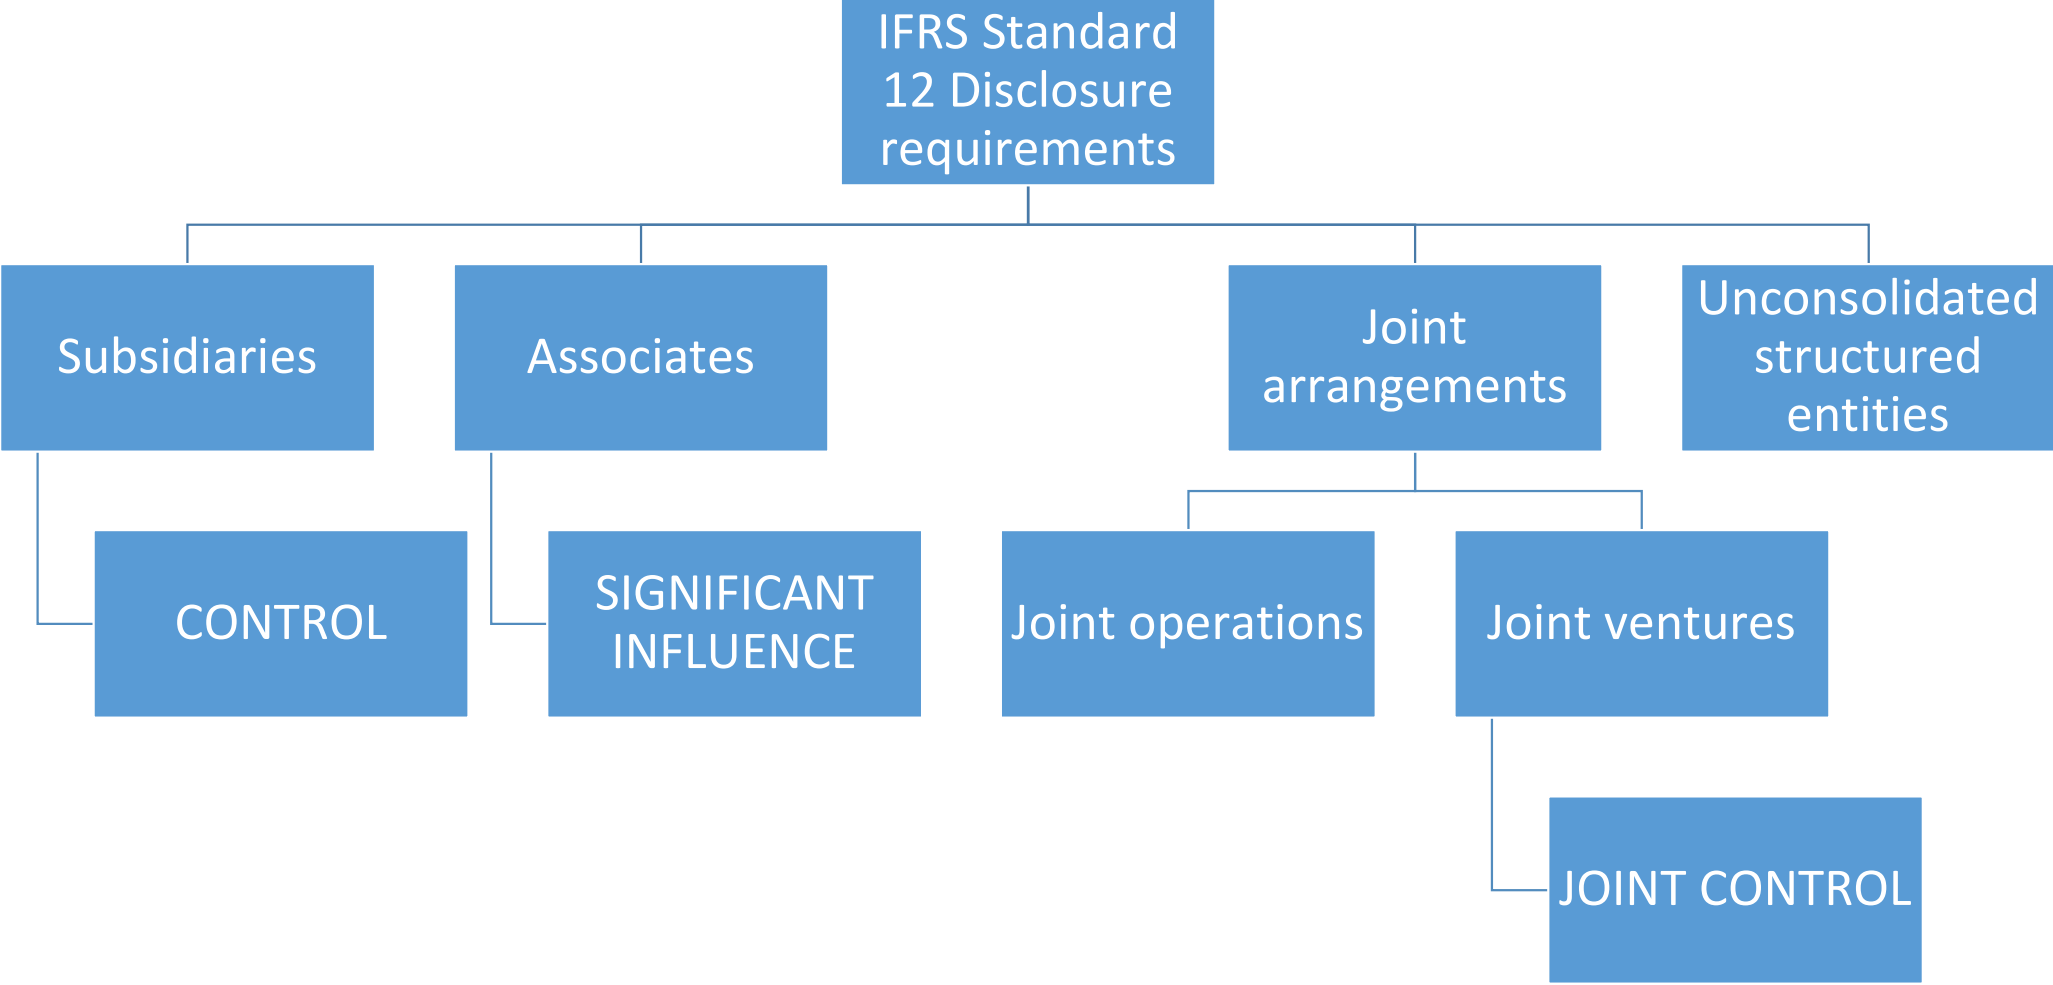 IFRS Standard
12 Disclosure
requirements
Subsidiaries
Associates
Joint
arrangements
Unconsolidated
structured
entities
CONTROL
SIGNIFICANT
INFLUENCE
Joint operations
Joint ventures
JOINT CONTROL